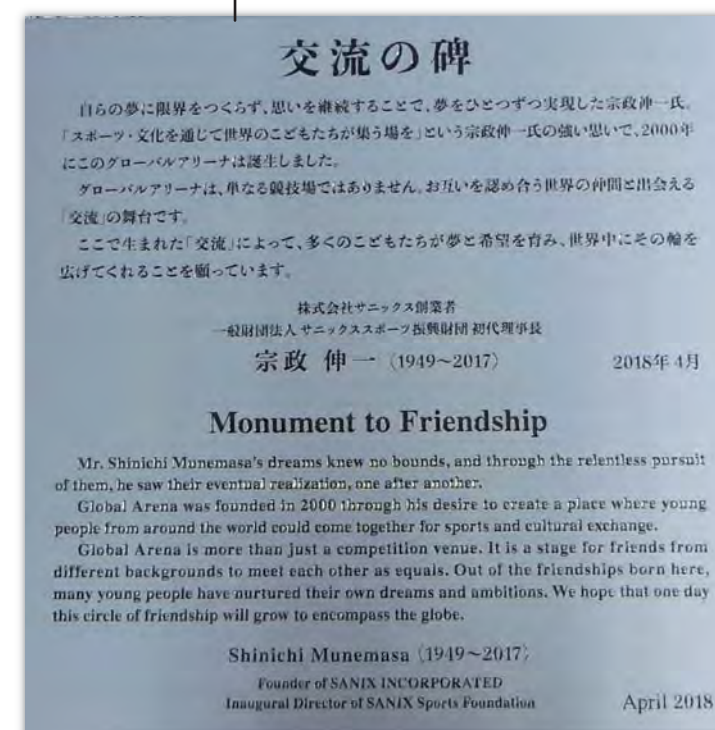 交流の碑
自らの夢に限界をつくらず、思いを継続することで、夢をひとつずつ実現した宗政伸一氏。
「スポーツ・文化を通じて世界のこどもたちが集う場を」という宗政伸一氏の強い思いで、2000年
にこのグローバルアリーナは誕生しました。
グローバルアリーナは、単なる競技場ではありません。お互いを認め合う世界の仲間と出会える
「交流」の舞台です。
ここで生まれた「交流」によって、多くのこどもたちが夢と希望を育み、世界中にその輪を
広げてくれることを願っています。
株式会社サニックス創業者
一般財団法人 サニックススポーツ振興財団 初代理事長
宗政 伸一 (1949~2017) 2018年4月
Monument to Friendship
Mr. Shinichi Munemasa's dreams knew no bounds, and through the relentless pursuit
of them, he saw their eventual realization, one after another.
Global Arena was founded in 2000 through his desire to create a place where young
people from around the world could come together for sports and cultural exchange.
Global Arena is more than just a competition venue. It is a stage for friends from
different backgrounds to meet each other as equals. Out of the friendships born here,
many young people have nurtured their own dreams and ambitions. We hope that one day
this circle of friendship will grow to encompass the globe.
Shinichi Munemasa (1949~2017)
Founder of SANIX INCORPORATED
Inaugural Director of SANIX Sports Foundation April 2018